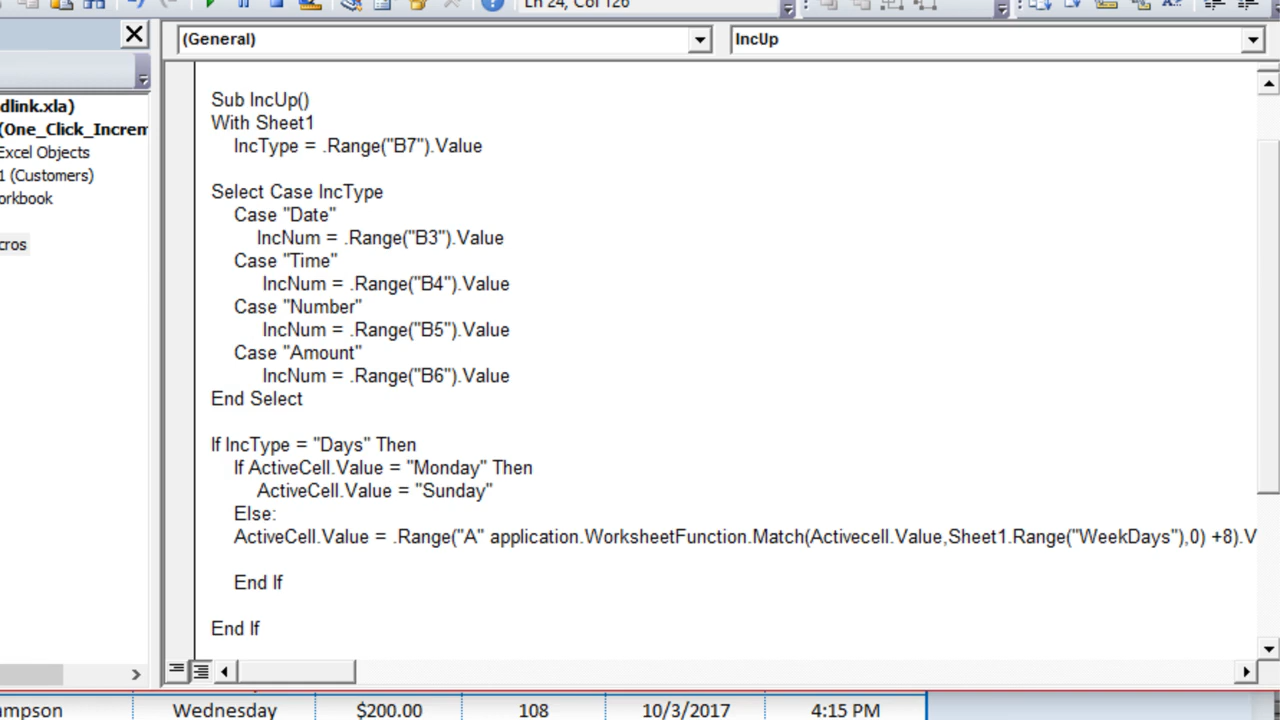 Ln 24, Col 126
(General)
IncUp
dlink.xla)
(One_Click_Increm
Excel Objects
1 (Customers)
orkbook
cros
Sub IncUp()
With Sheet1
IncType = .Range("B7").Value
Select Case IncType
Case "Date"
IncNum = .Range("B3").Value
Case "Time"
IncNum = .Range("B4").Value
Case "Number"
IncNum = .Range("B5").Value
Case "Amount"
IncNum = .Range("B6").Value
End Select
If IncType = "Days" Then
If ActiveCell.Value = "Monday" Then
ActiveCell.Value = "Sunday"
Else:
ActiveCell.Value = .Range("A" application.WorksheetFunction.Match(Activecell.Value,Sheet1.Range("WeekDays"),0) +8).V
End If
End If
ampson Wednesday $200.00 108 10/3/2017 4:15 PM